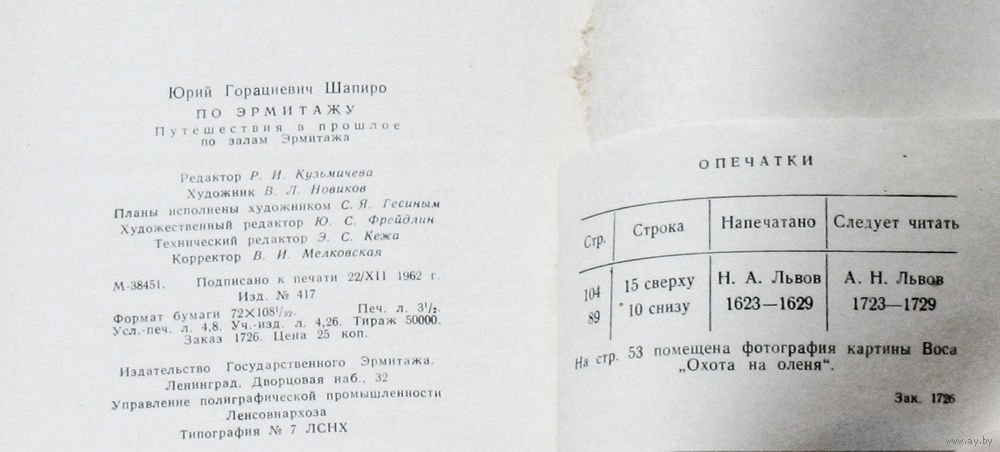 Юрий Горациевич Шапиро
ПО ЭРМИТАЖУ
Путешествия в прошлое
по залам Эрмитажа
Редактор Р. И. Кузьмичева
Художник В. Л. Новиков
Планы исполнены художником С. Я. Гесиным
Художественный редактор Ю. С. Фрейдлин
Технический редактор Э. С. Кежа
Корректор В. И. Мелковская
М-38451. Подписано к печати 22/XII 1962 г.
Изд. № 417
Формат бумаги 72×108¹/₃₂. Печ. л. 3¹/₂.
Усл.-печ. л. 4,8. Уч.-изд. л. 4,26. Тираж 50000.
Заказ 1726. Цена 25 коп.
Издательство Государственного Эрмитажа.
Ленинград, Дворцовая наб., 32
Управление полиграфической промышленности
Ленсовнархоза
Типография № 7 ЛСНХ
ОПЕЧАТКИ
Стр. Строка Напечатано Следует читать
104 15 сверху Н. А. Львов А. Н. Львов
89 10 снизу 1623—1629 1723—1729
На стр. 53 помещена фотография картины Воса
„Охота на оленя“.
Зак. 1726
www.ay.by